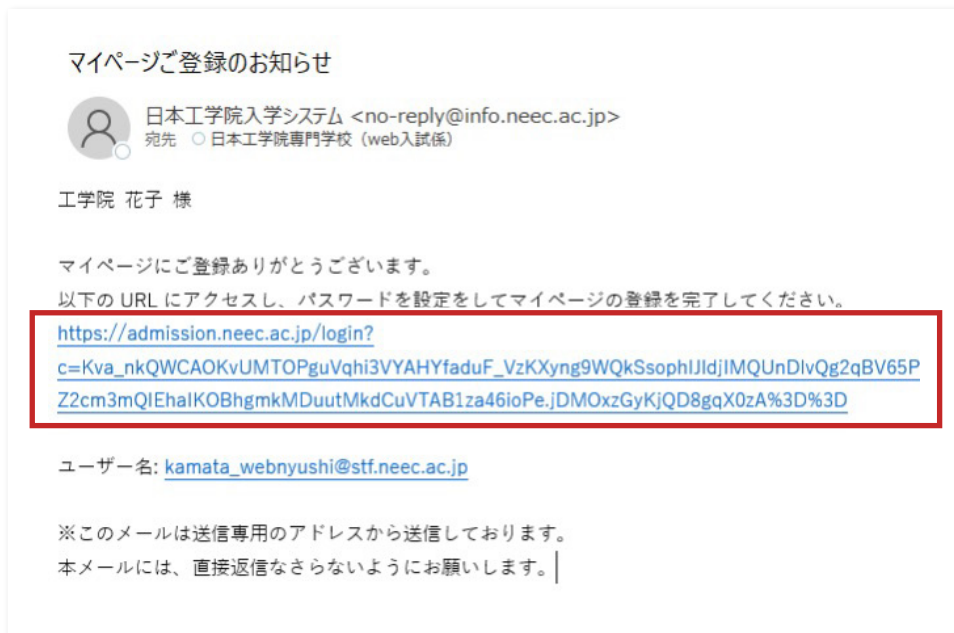 マイページご登録のお知らせ
日本工学院入学システム <no-reply@info.neec.ac.jp>
宛先 ○ 日本工学院専門学校（web入試係）
工学院 花子 様
マイページにご登録ありがとうございます。
以下の URL にアクセスし、パスワードを設定をしてマイページの登録を完了してください。
https://admission.neec.ac.jp/login?
c=Kva_nkQWCAOKvUMTOPguVqhi3VYAHYfaduF_VzKXyng9WQkSsophIJIdjIMQUnDlvQg2qBV65P
Z2cm3mQIEhaIKOBhgmkMDuutMkdCuVTAB1za46ioPe.jDMOxzGyKjQD8gqX0zA%3D%3D
ユーザー名: kamata_webnyushi@stf.neec.ac.jp
※このメールは送信専用のアドレスから送信しております。
本メールには、直接返信なさらないようにお願いします。